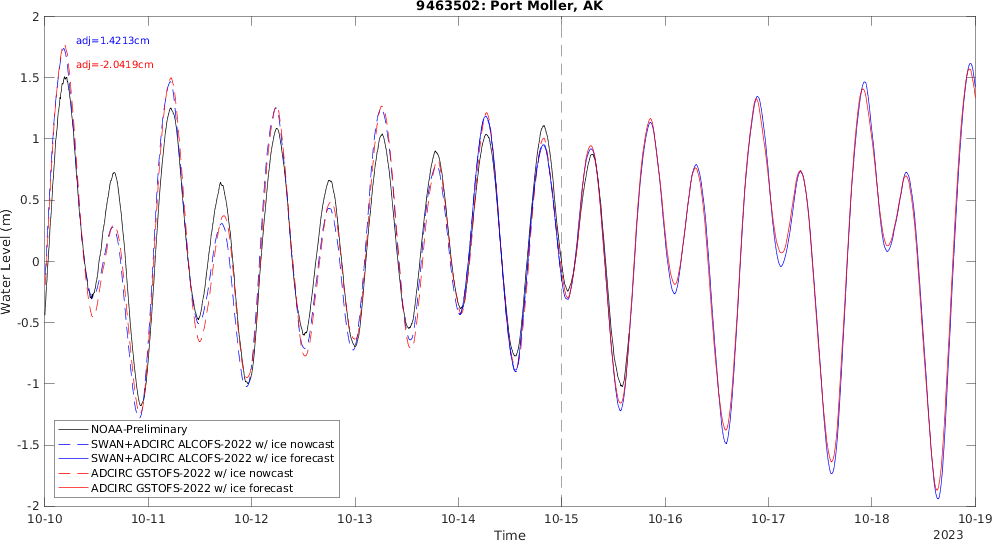 9463502: Port Moller, AK
2
1.5
1
0.5
0
-0.5
-1
-1.5
-2
Water Level (m)
adj=1.4213cm
adj=-2.0419cm
NOAA-Preliminary
SWAN+ADCIRC ALCOFS-2022 w/ ice nowcast
SWAN+ADCIRC ALCOFS-2022 w/ ice forecast
ADCIRC GSTOFS-2022 w/ ice nowcast
ADCIRC GSTOFS-2022 w/ ice forecast
10-10 10-11 10-12 10-13 10-14 10-15 10-16 10-17 10-18 10-19
Time
2023